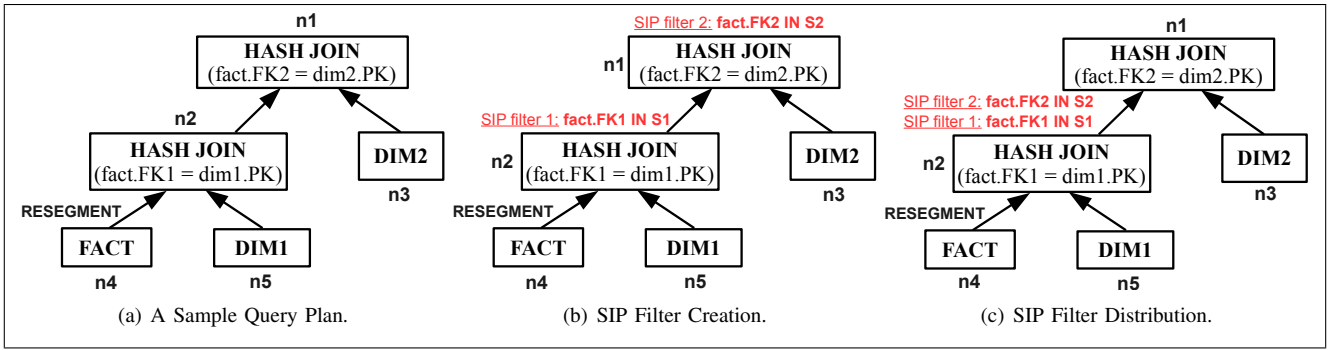 n1
HASH JOIN
(fact.FK2 = dim2.PK)
n2
HASH JOIN
(fact.FK1 = dim1.PK)
DIM2
n3
RESEGMENT
FACT
DIM1
n4
n5
(a) A Sample Query Plan.
SIP filter 2: fact.FK2 IN S2
n1
HASH JOIN
(fact.FK2 = dim2.PK)
SIP filter 1: fact.FK1 IN S1
n2
HASH JOIN
(fact.FK1 = dim1.PK)
DIM2
n3
RESEGMENT
FACT
DIM1
n4
n5
(b) SIP Filter Creation.
n1
HASH JOIN
(fact.FK2 = dim2.PK)
SIP filter 2: fact.FK2 IN S2
SIP filter 1: fact.FK1 IN S1
n2
HASH JOIN
(fact.FK1 = dim1.PK)
DIM2
n3
RESEGMENT
FACT
DIM1
n4
n5
(c) SIP Filter Distribution.